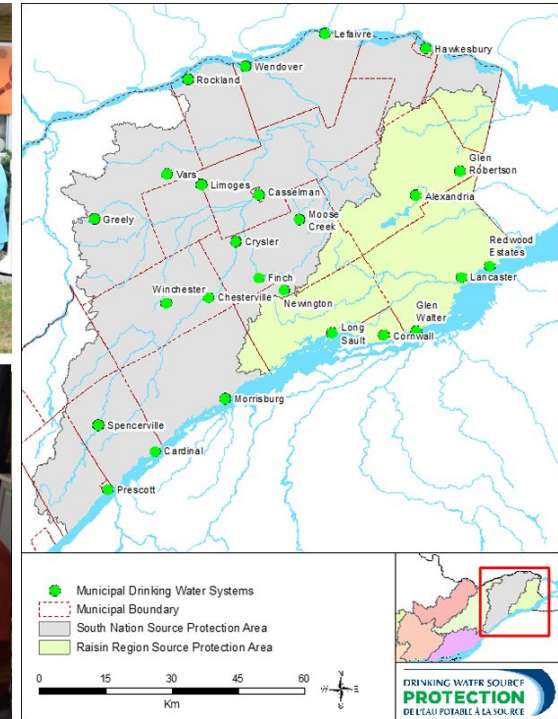 Lefaivre
Hawkesbury
Wendover
Rockland
Glen
Robertson
Vars
Limoges
Casselman
Alexandria
Greely
Moose
Creek
Crysler
Redwood
Estates
Finch
Lancaster
Winchester
Chesterville
Newington
Glen
Walter
Long
Sault
Cornwall
Morrisburg
Spencerville
Cardinal
Prescott
Municipal Drinking Water Systems
Municipal Boundary
South Nation Source Protection Area
Raisin Region Source Protection Area
0 15 30 45 60
Km
N
W E
S
DRINKING WATER SOURCE
PROTECTION
DE L'EAU POTABLE À LA SOURCE